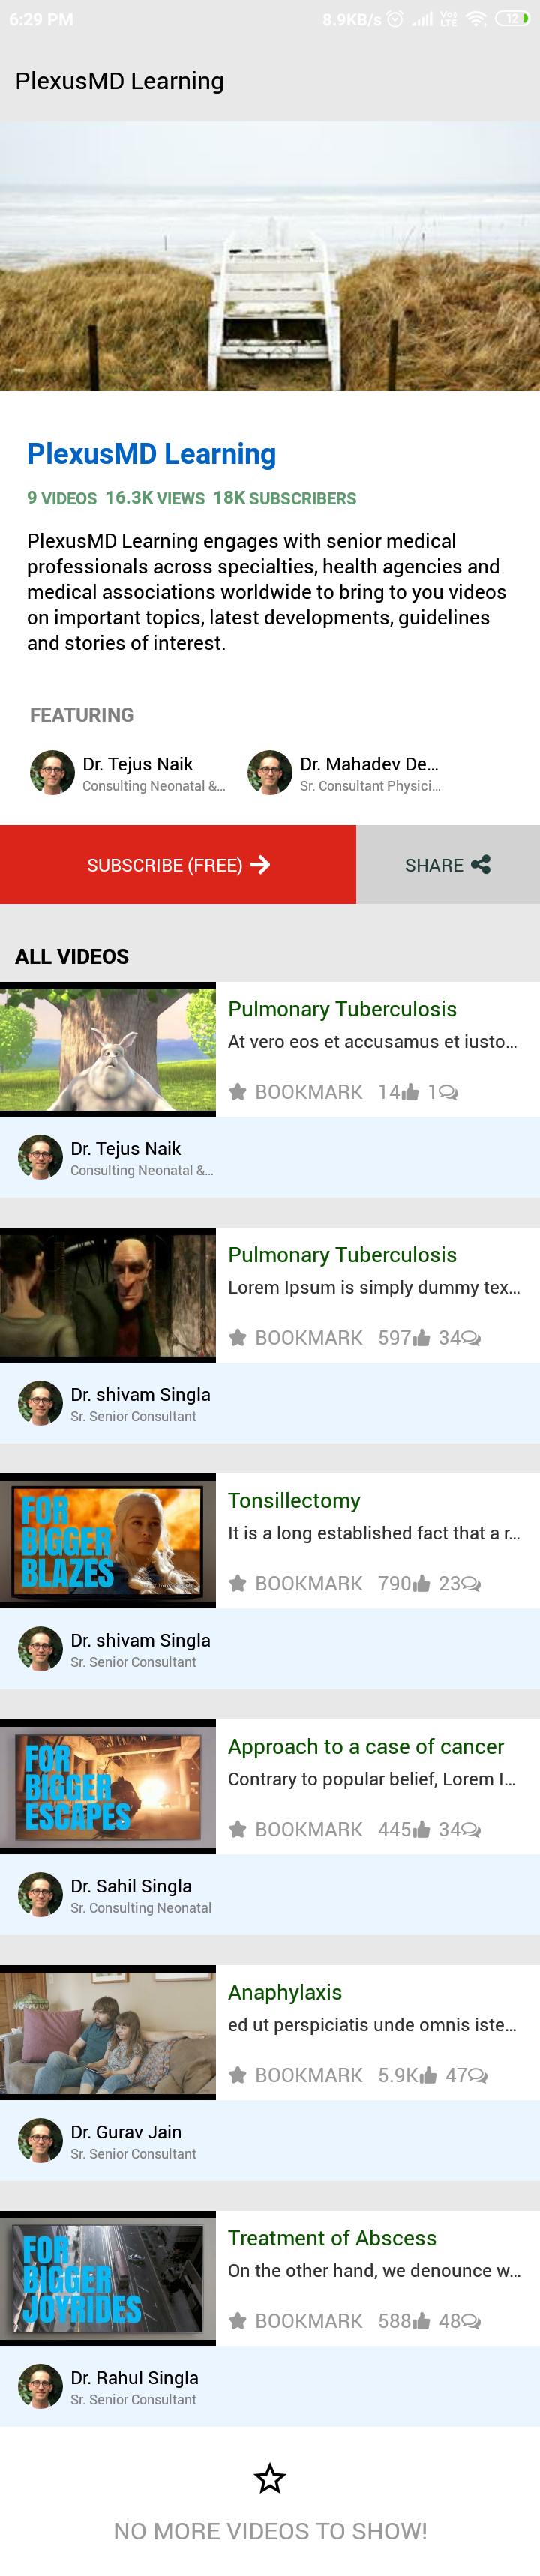 6:29 PM
8.9KB/s Vo) LTE 12
PlexusMD Learning
PlexusMD Learning
9 VIDEOS 16.3K VIEWS 18K SUBSCRIBERS
PlexusMD Learning engages with senior medical
professionals across specialties, health agencies and
medical associations worldwide to bring to you videos
on important topics, latest developments, guidelines
and stories of interest.
FEATURING
Dr. Tejus Naik
Consulting Neonatal &...
Dr. Mahadev De...
Sr. Consultant Physici...
SUBSCRIBE (FREE)
SHARE
ALL VIDEOS
Pulmonary Tuberculosis
At vero eos et accusamus et iusto...
BOOKMARK 14 1
Dr. Tejus Naik
Consulting Neonatal &...
Pulmonary Tuberculosis
Lorem Ipsum is simply dummy tex...
BOOKMARK 597 34
Dr. shivam Singla
Sr. Senior Consultant
FOR
BIGGER
BLAZES
Tonsillectomy
It is a long established fact that a r...
BOOKMARK 790 23
Dr. shivam Singla
Sr. Senior Consultant
FOR
BIGGER
ESCAPES
Approach to a case of cancer
Contrary to popular belief, Lorem I...
BOOKMARK 445 34
Dr. Sahil Singla
Sr. Consulting Neonatal
Anaphylaxis
ed ut perspiciatis unde omnis iste...
BOOKMARK 5.9K 47
Dr. Gurav Jain
Sr. Senior Consultant
FOR
BIGGER
JOYRIDES
Treatment of Abscess
On the other hand, we denounce w...
BOOKMARK 588 48
Dr. Rahul Singla
Sr. Senior Consultant
NO MORE VIDEOS TO SHOW!